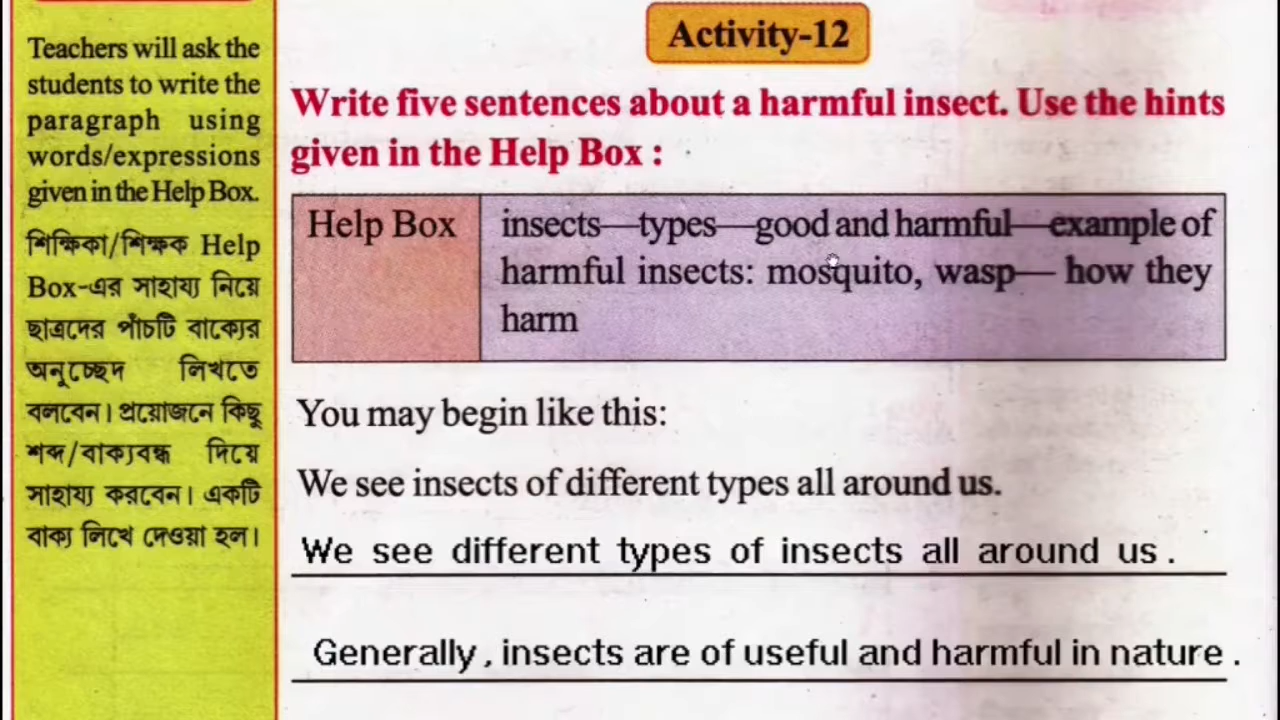 Teachers will ask the
students to write the
paragraph using
words/expressions
given in the Help Box.
শিক্ষিকা/শিক্ষক Help
Box-এর সাহায্য নিয়ে
ছাত্রদের পাঁচটি বাক্যের
অনুচ্ছেদ লিখতে
বলবেন। প্রয়োজনে কিছু
শব্দ/বাক্যবন্ধ দিয়ে
সাহায্য করবেন। একটি
বাক্য লিখে দেওয়া হল।
Activity-12
Write five sentences about a harmful insect. Use the hints
given in the Help Box :
Help Box
insects—types—good and harmful—example of
harmful insects: mosquito, wasp— how they
harm
You may begin like this:
We see insects of different types all around us.
We see different types of insects all around us.
Generally, insects are of useful and harmful in nature.